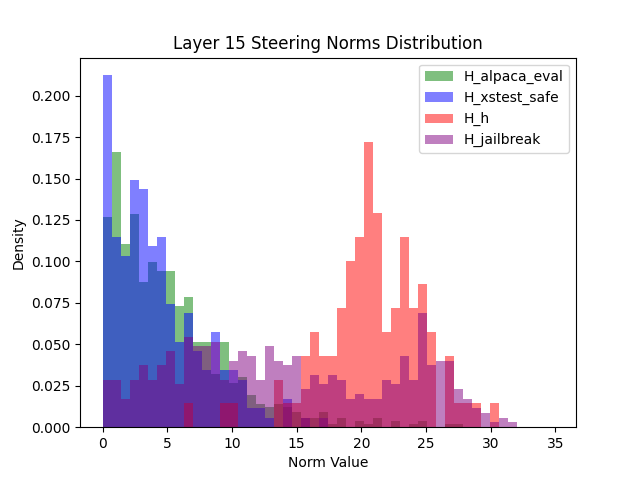 Layer 15 Steering Norms Distribution
H_alpaca_eval
H_xstest_safe
H_h
H_jailbreak
0.200
0.175
0.150
0.125
0.100
0.075
0.050
0.025
0.000
Density
0 5 10 15 20 25 30 35
Norm Value